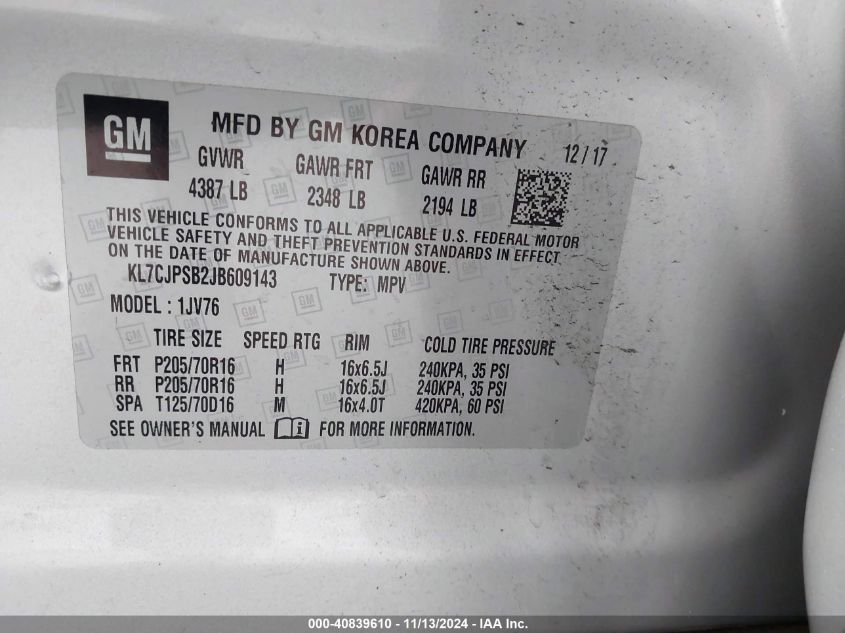 GM MFD BY GM KOREA COMPANY 12/17
GVWR GAWR FRT GAWR RR
4387 LB 2348 LB 2194 LB
THIS VEHICLE CONFORMS TO ALL APPLICABLE U.S. FEDERAL MOTOR
VEHICLE SAFETY AND THEFT PREVENTION STANDARDS IN EFFECT
ON THE DATE OF MANUFACTURE SHOWN ABOVE.
KL7CJPSB2JB609143 TYPE: MPV
MODEL : 1JV76
TIRE SIZE SPEED RTG RIM COLD TIRE PRESSURE
FRT P205/70R16 H 16x6.5J 240KPA, 35 PSI
RR P205/70R16 H 16x6.5J 240KPA, 35 PSI
SPA T125/70D16 M 16x4.0T 420KPA, 60 PSI
SEE OWNER'S MANUAL i FOR MORE INFORMATION.
000-40839610 - 11/13/2024 - IAA Inc.